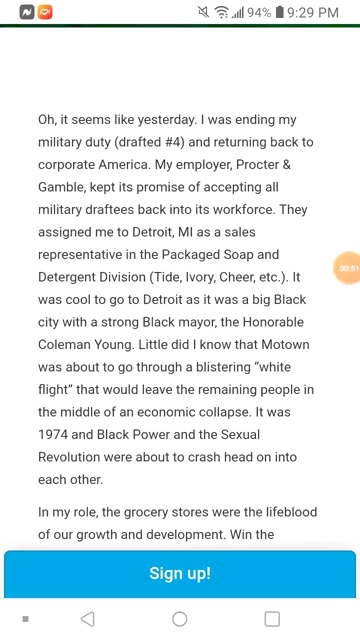 94% 9:29 PM
Oh, it seems like yesterday. I was ending my
military duty (drafted #4) and returning back to
corporate America. My employer, Procter &
Gamble, kept its promise of accepting all
military draftees back into its workforce. They
assigned me to Detroit, MI as a sales
representative in the Packaged Soap and
Detergent Division (Tide, Ivory, Cheer, etc.). It
00:51
was cool to go to Detroit as it was a big Black
city with a strong Black mayor, the Honorable
Coleman Young. Little did I know that Motown
was about to go through a blistering “white
flight” that would leave the remaining people in
the middle of an economic collapse. It was
1974 and Black Power and the Sexual
Revolution were about to crash head on into
each other.
In my role, the grocery stores were the lifeblood
of our growth and development. Win the
Sign up!